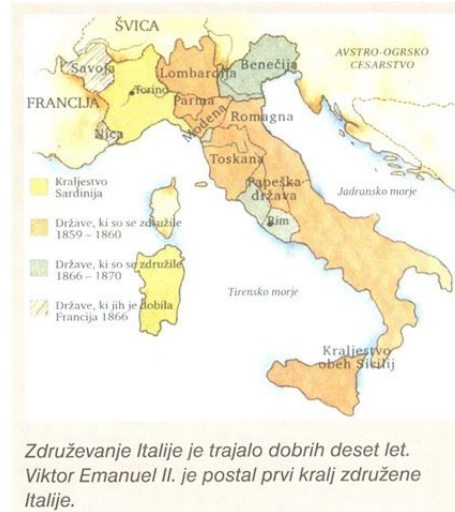 ŠVICA
AVSTRO-OGRSKO
CESARSTVO
Savoja
Lombardija
Benečija
Torino
FRANCIJA
Parma
Modena
Romagna
Nica
Toskana
Papeška
država
Jadransko morje
Rim
Kraljestvo
Sardinija
Države, ki so se združile
1859 – 1860
Države, ki so se združile
1866 – 1870
Države, ki jih je dobila
Francija 1866
Tirensko morje
Kraljestvo
obeh Sicilij
Združevanje Italije je trajalo dobrih deset let.
Viktor Emanuel II. je postal prvi kralj združene
Italije.